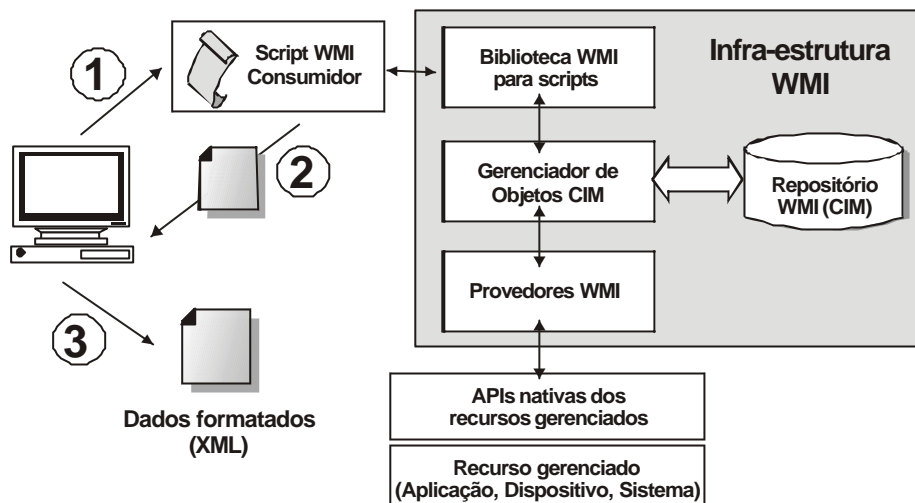 1
Script WMI
Consumidor
Biblioteca WMI
para scripts
Infra-estrutura
WMI
2
Gerenciador de
Objetos CIM
Repositório
WMI (CIM)
Provedores WMI
3
Dados formatados
(XML)
APIs nativas dos
recursos gerenciados
Recurso gerenciado
(Aplicação, Dispositivo, Sistema)